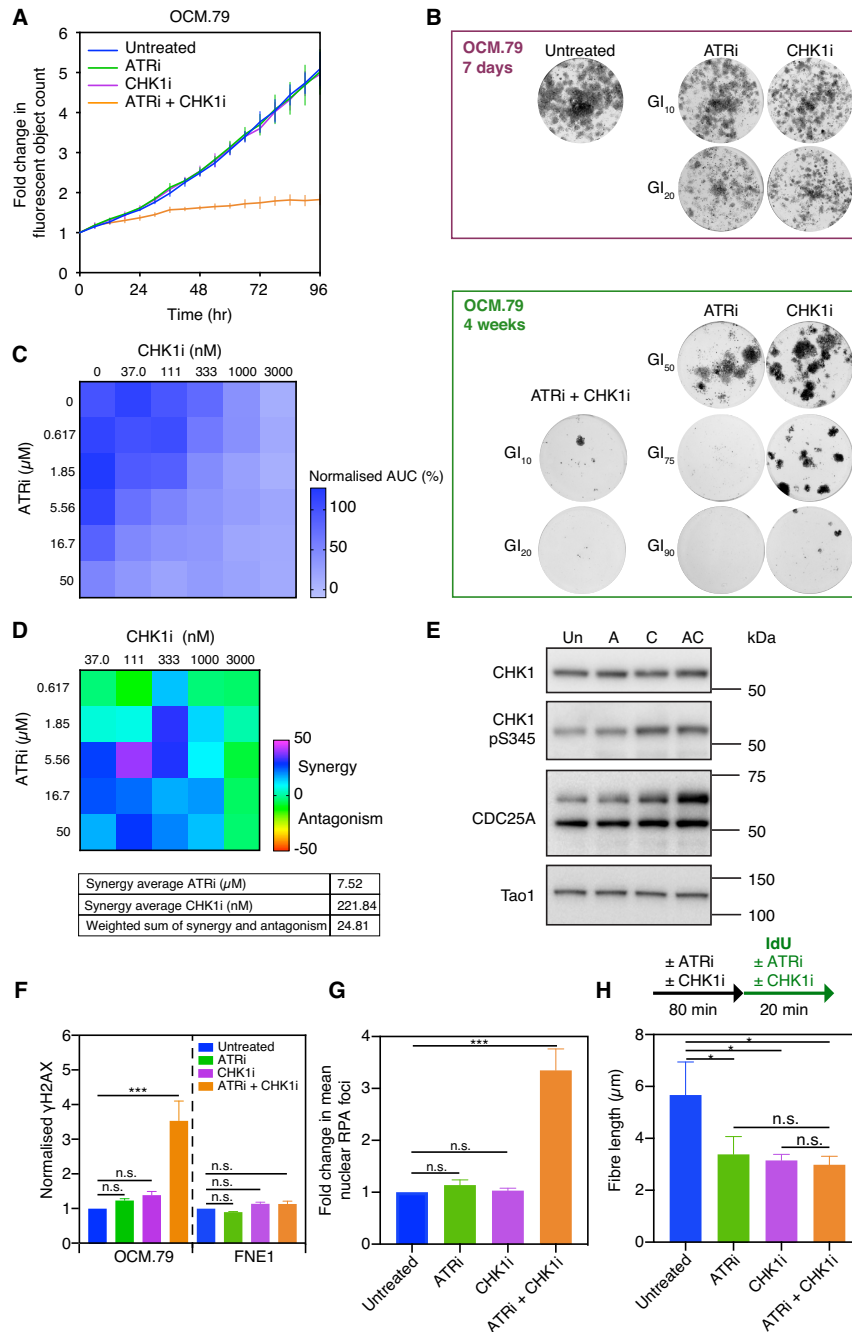 A
OCM.79
Fold change in
fluorescent object count
6
5
4
3
2
1
0
Untreated
ATRi
CHK1i
ATRi + CHK1i
0 24 48 72 96
Time (hr)
B
OCM.79
7 days
Untreated
ATRi CHK1i
GI10
GI20
OCM.79
4 weeks
ATRi CHK1i
GI50
ATRi + CHK1i
GI10
GI75
GI20
GI90
C
CHK1i (nM)
0 37.0 111 333 1000 3000
ATRi (µM)
0
0.617
1.85
5.56
16.7
50
Normalised AUC (%)
100
50
0
D
CHK1i (nM)
37.0 111 333 1000 3000
ATRi (µM)
0.617
1.85
5.56
16.7
50
50
Synergy
0
Antagonism
-50
Synergy average ATRi (µM) 7.52
Synergy average CHK1i (nM) 221.84
Weighted sum of synergy and antagonism 24.81
E
Un A C AC kDa
CHK1
50
CHK1
pS345
50
75
CDC25A
50
150
Tao1
100
F
Normalised γH2AX
6
5
4
3
2
1
0
Untreated
ATRi
CHK1i
ATRi + CHK1i
***
n.s.
n.s.
n.s.
n.s.
n.s.
OCM.79 FNE1
G
Fold change in mean
nuclear RPA foci
4
3
2
1
0
***
n.s.
n.s.
Untreated
ATRi
CHK1i
ATRi + CHK1i
H
IdU
± ATRi ± ATRi
± CHK1i ± CHK1i
80 min 20 min
Fibre length (µm)
8
6
4
2
0
*
*
*
n.s.
n.s.
Untreated
ATRi
CHK1i
ATRi + CHK1i